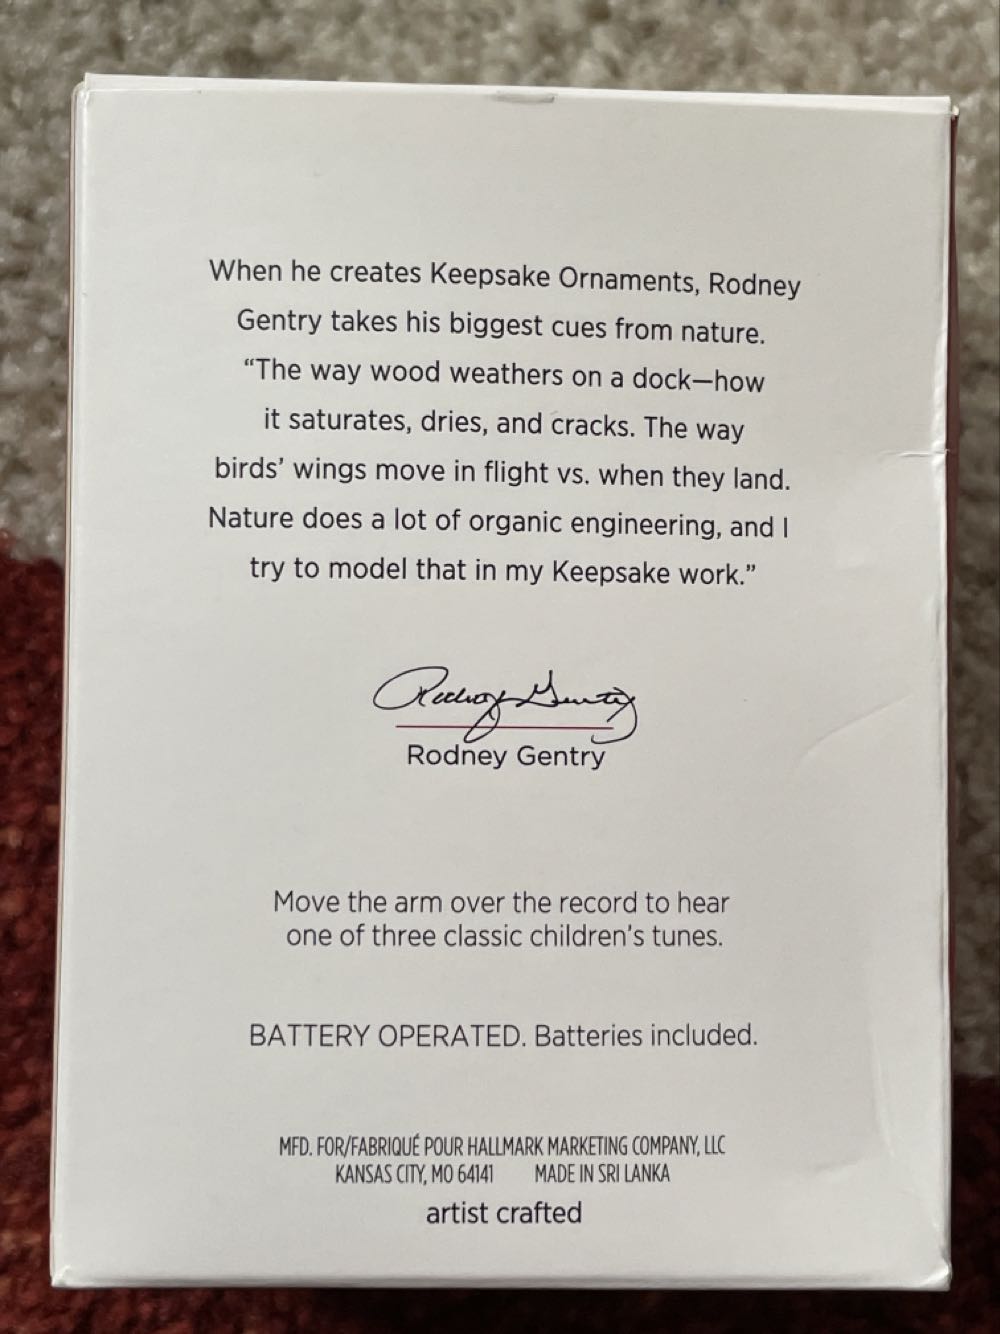 When he creates Keepsake Ornaments, Rodney
Gentry takes his biggest cues from nature.
“The way wood weathers on a dock—how
it saturates, dries, and cracks. The way
birds’ wings move in flight vs. when they land.
Nature does a lot of organic engineering, and I
try to model that in my Keepsake work.”
Rodney Gentry
Rodney Gentry
Move the arm over the record to hear
one of three classic children’s tunes.
BATTERY OPERATED. Batteries included.
MFD. FOR/FABRIQUÉ POUR HALLMARK MARKETING COMPANY, LLC
KANSAS CITY, MO 64141 MADE IN SRI LANKA
artist crafted